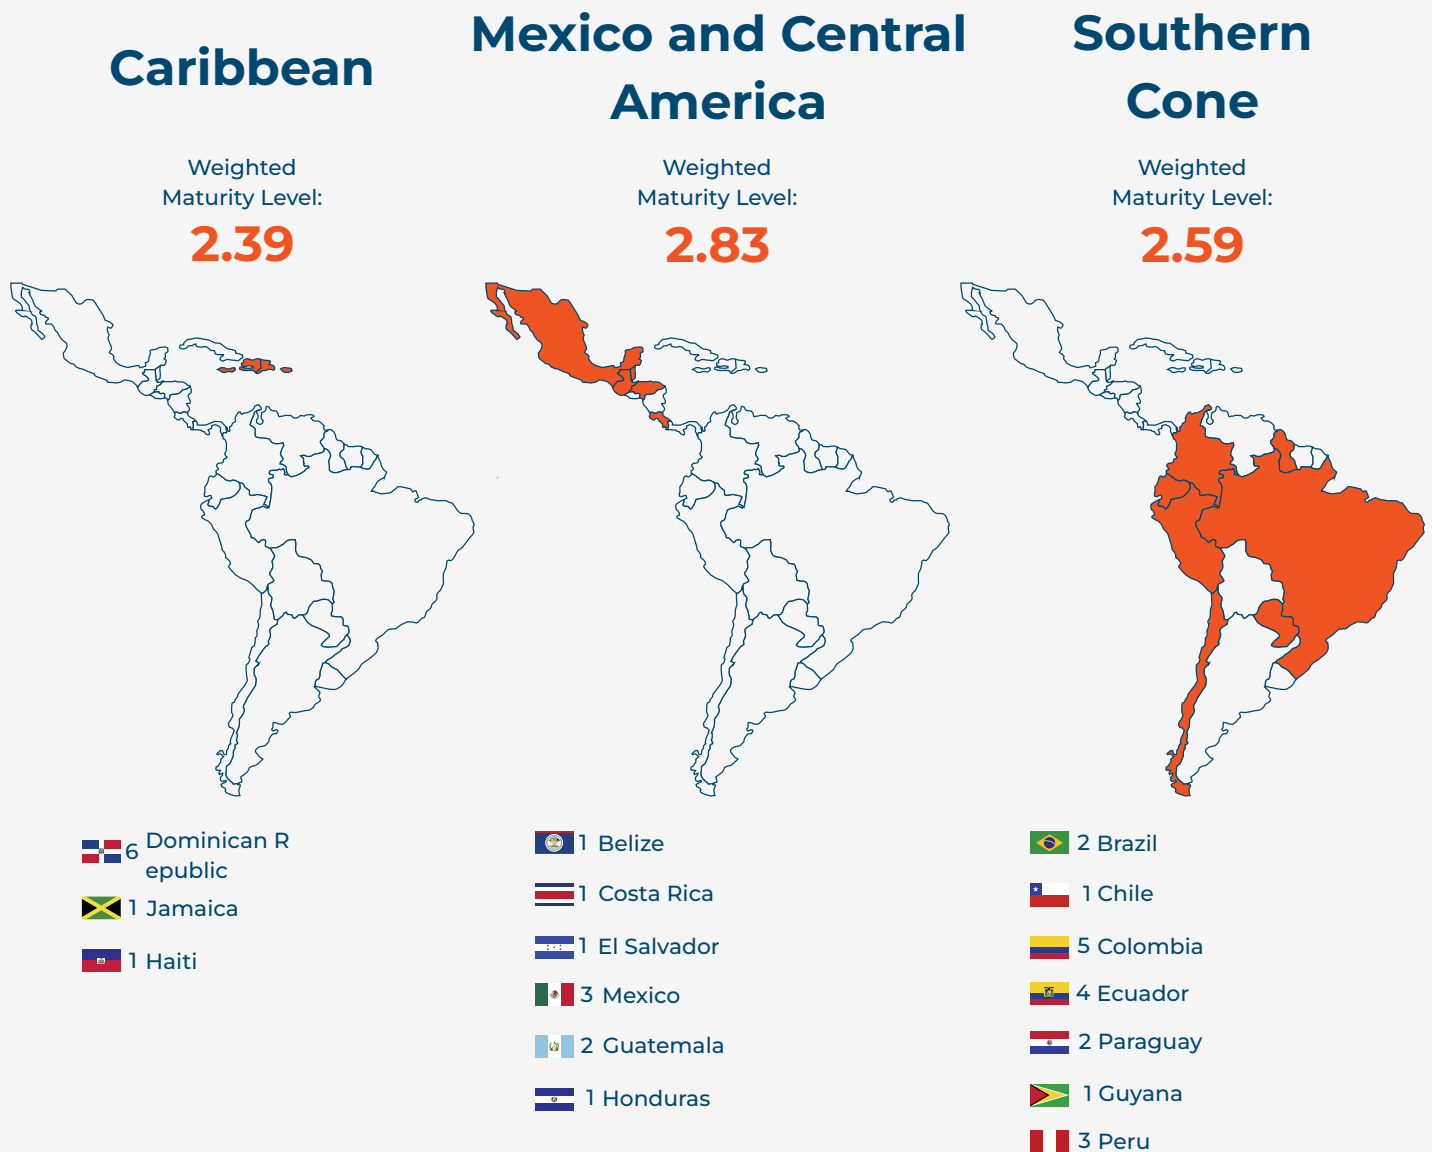 Caribbean
Weighted
Maturity Level:
2.39
6 Dominican R
epublic
1 Jamaica
1 Haiti
Mexico and Central
America
Weighted
Maturity Level:
2.83
1 Belize
1 Costa Rica
1 El Salvador
3 Mexico
2 Guatemala
1 Honduras
Southern
Cone
Weighted
Maturity Level:
2.59
2 Brazil
1 Chile
5 Colombia
4 Ecuador
2 Paraguay
1 Guyana
3 Peru